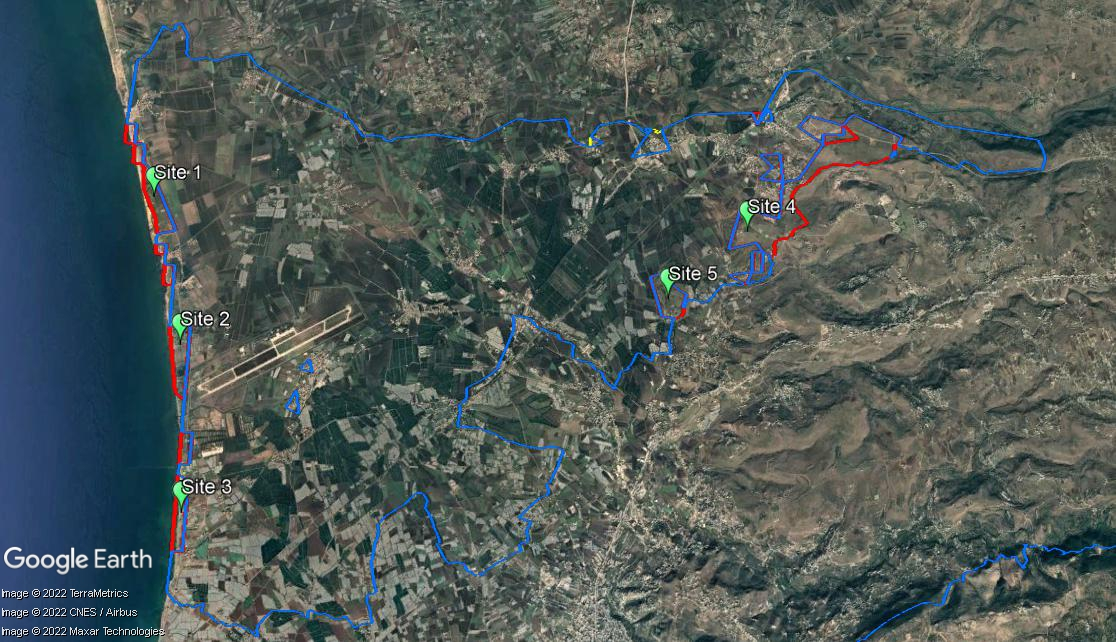 Site 1
Site 4
Site 5
Site 2
Site 3
Google Earth
Image © 2022 TerraMetrics
Image © 2022 CNES / Airbus
Image © 2022 Maxar Technologies